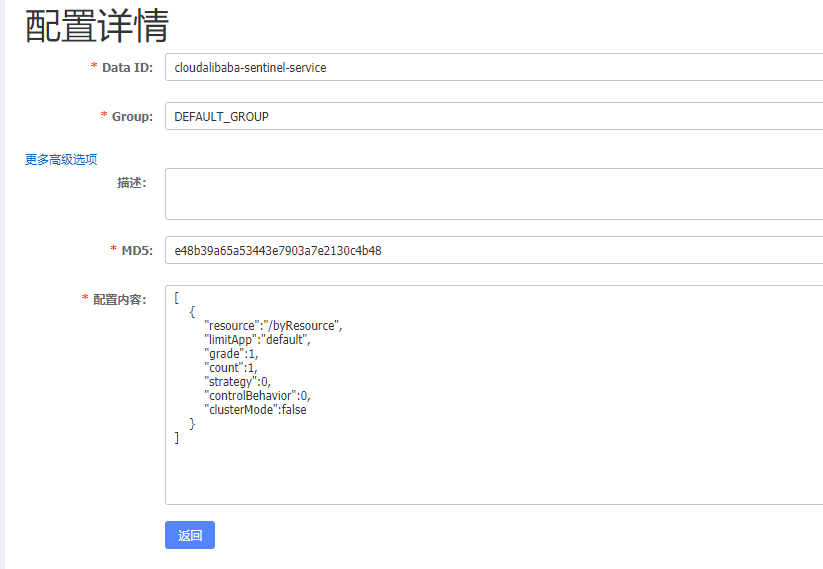 配置详情
* Data ID: cloudalibaba-sentinel-service
* Group: DEFAULT_GROUP
更多高级选项
描述:
* MD5: e48b39a65a53443e7903a7e2130c4b48
* 配置内容: [
{
"resource":"/byResource",
"limitApp":"default",
"grade":1,
"count":1,
"strategy":0,
"controlBehavior":0,
"clusterMode":false
}
]
返回